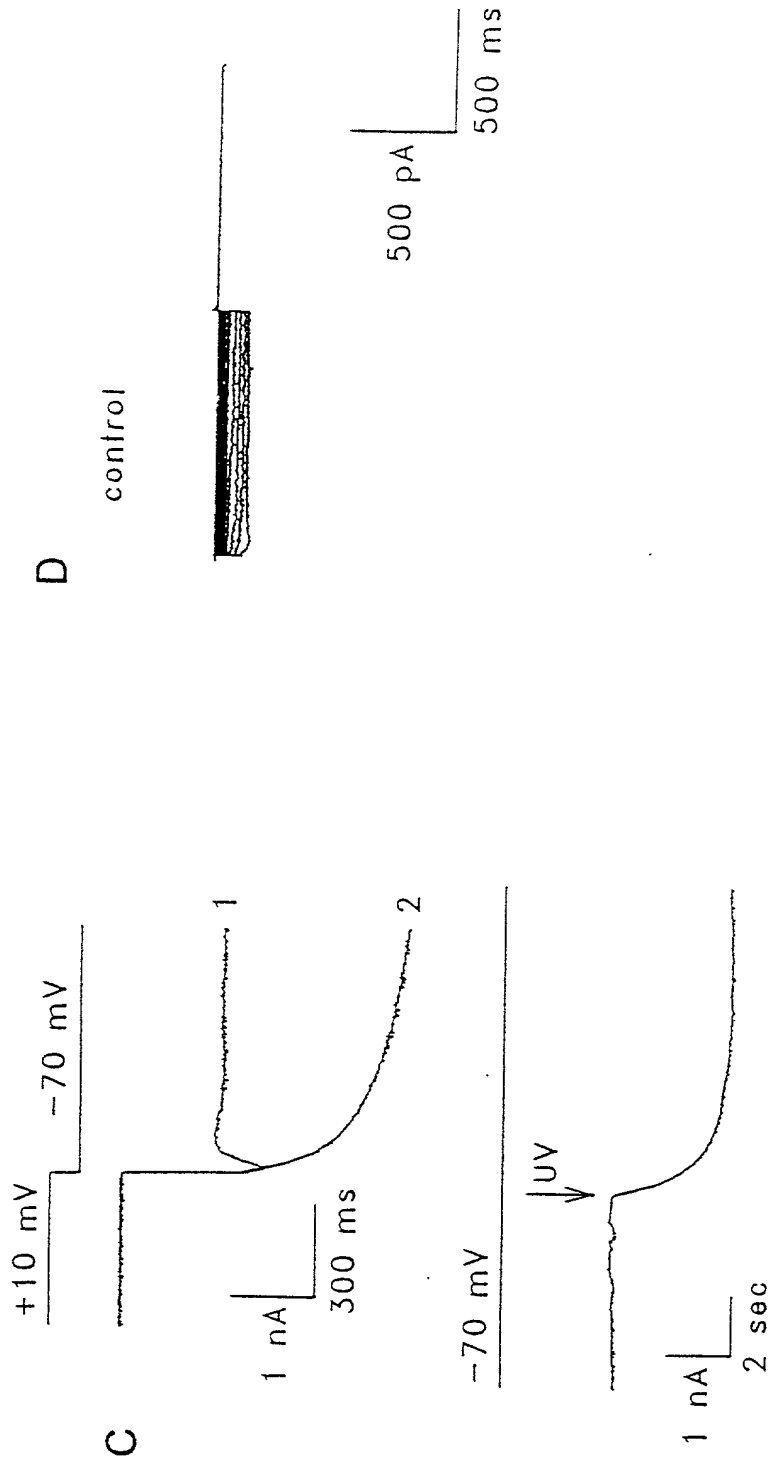 C
+10 mV
-70 mV
1
2
1 nA
300 ms
-70 mV
UV
1 nA
2 sec
D
control
500 pA
500 ms